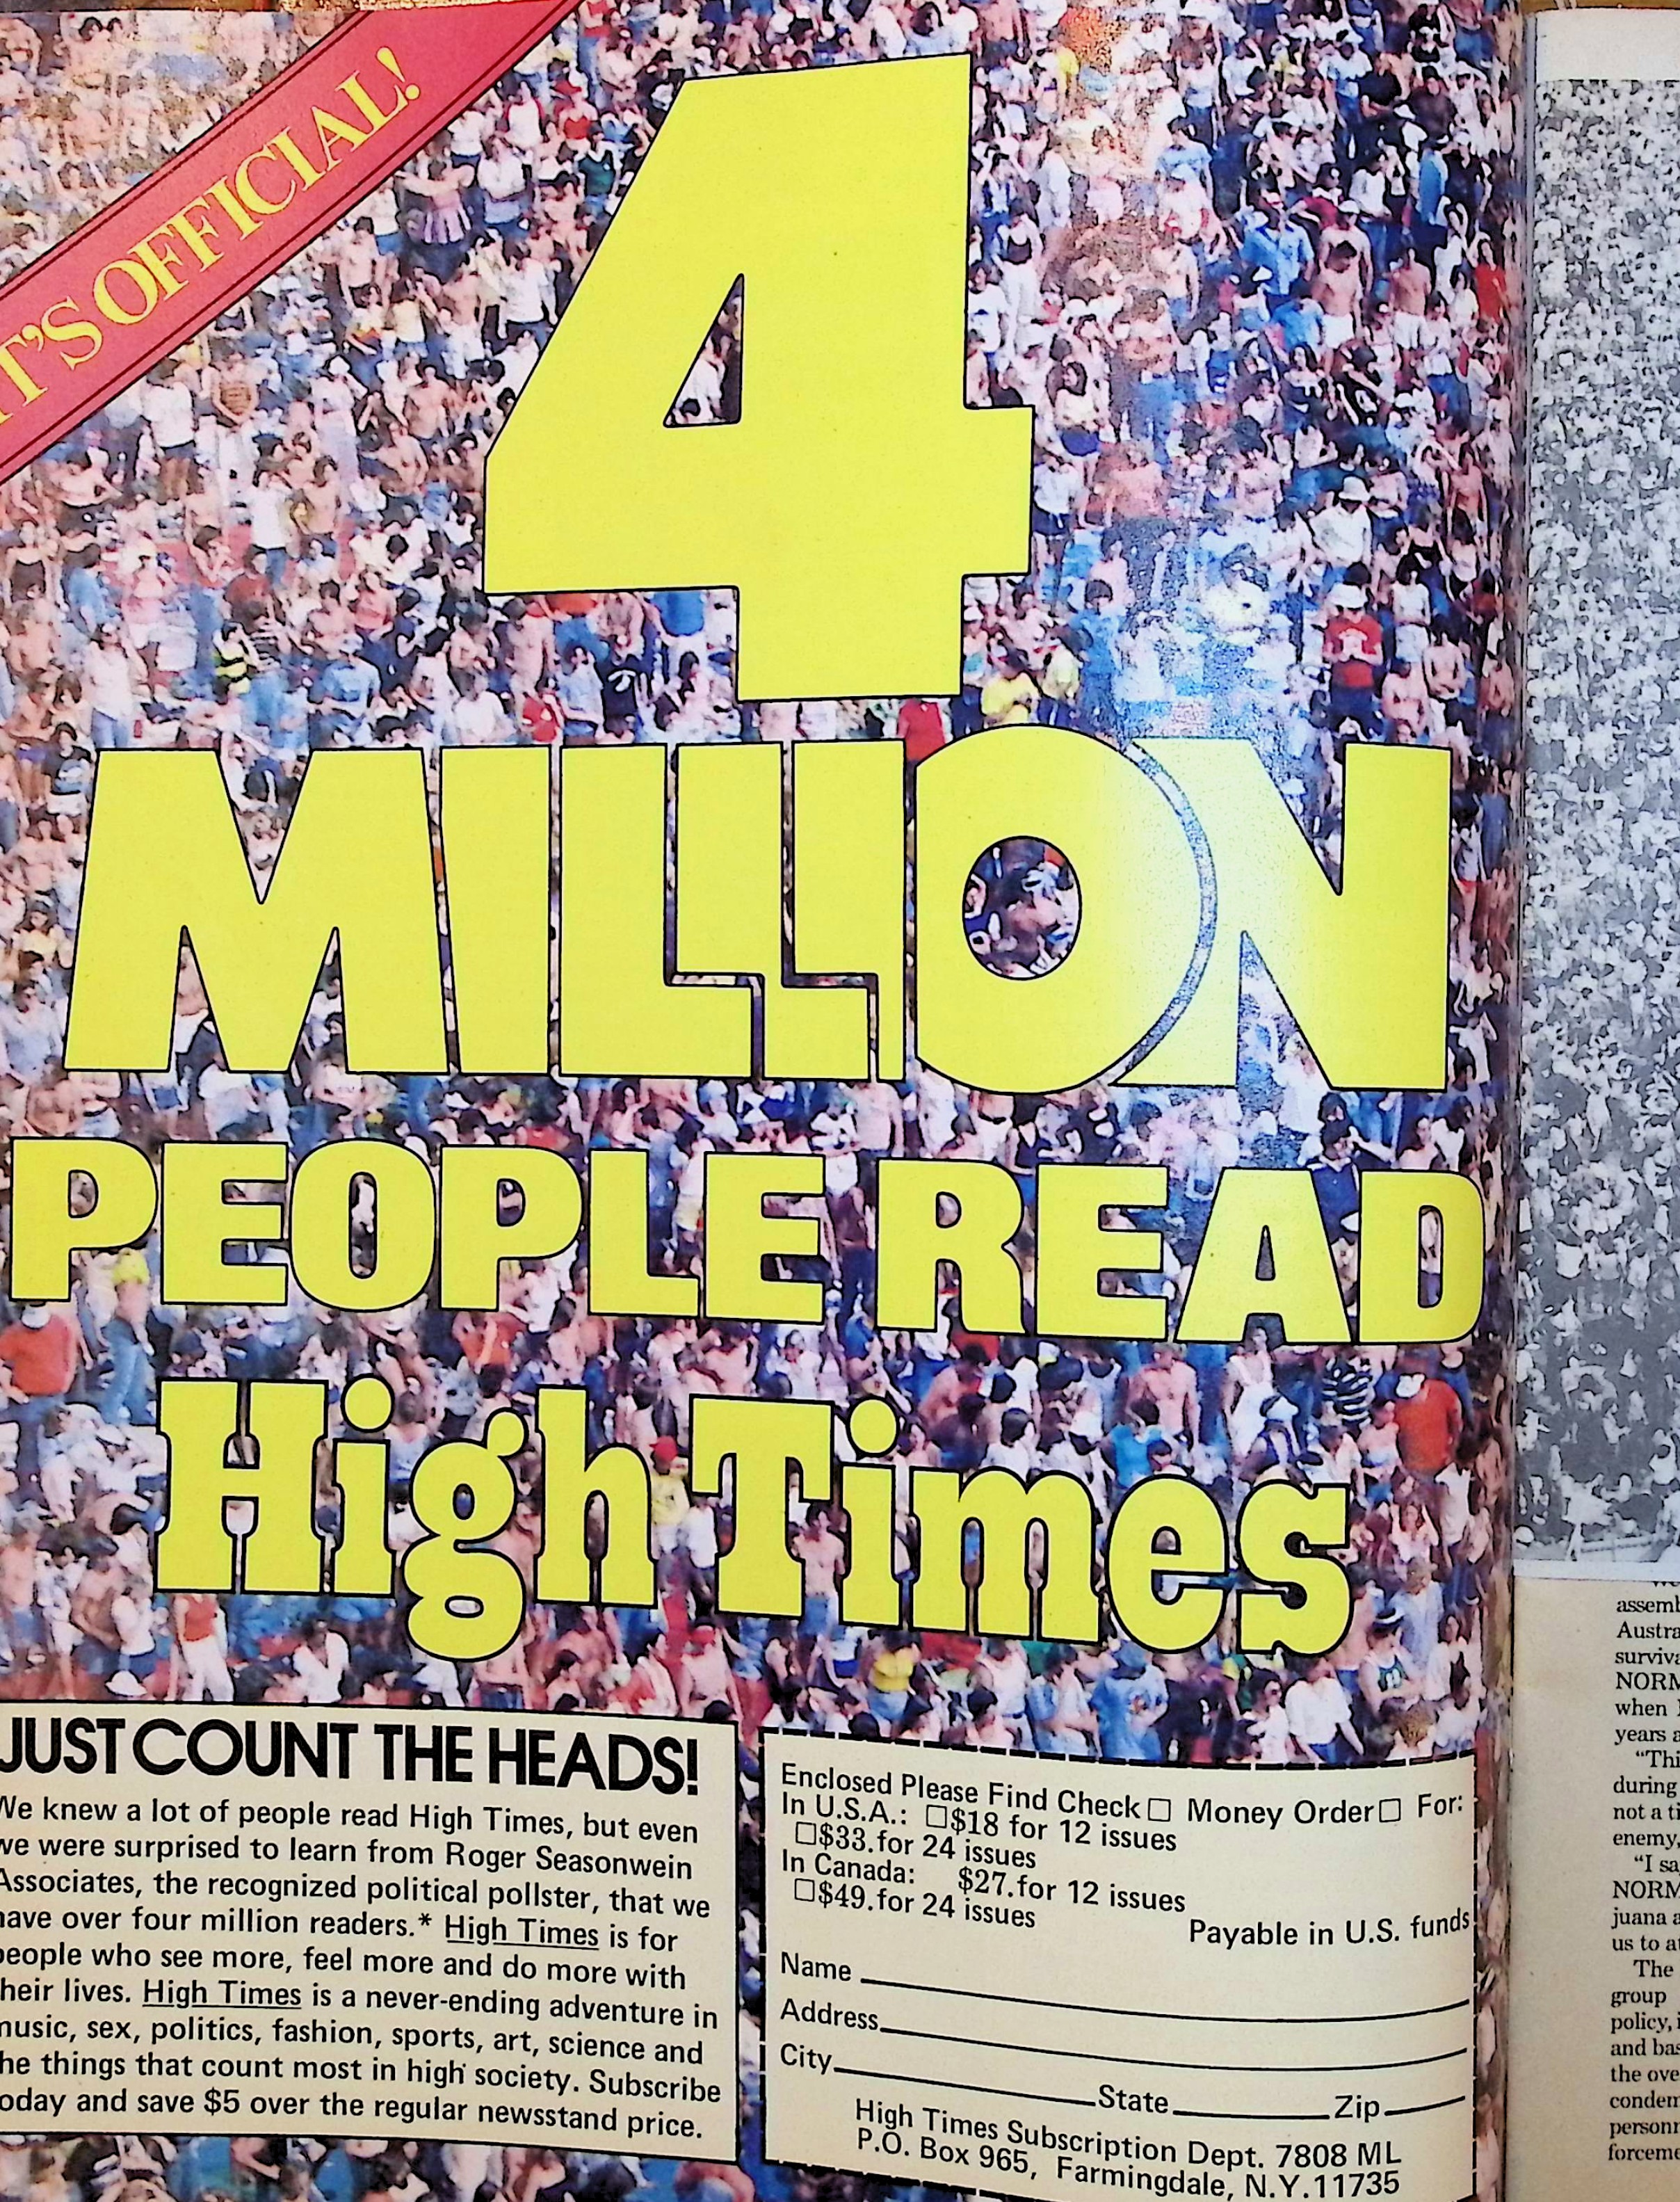 IT'S OFFICIAL!
4
MILLION
PEOPLE READ
High Times
JUST COUNT THE HEADS!
We knew a lot of people read High Times, but even
we were surprised to learn from Roger Seasonwein
Associates, the recognized political pollster, that we
have over four million readers.* High Times is for
people who see more, feel more and do more with
their lives. High Times is a never-ending adventure in
music, sex, politics, fashion, sports, art, science and
the things that count most in high society. Subscribe
today and save $5 over the regular newsstand price.
Enclosed Please Find Check □ Money Order □ For:
In U.S.A.: □ $18 for 12 issues
□ $33. for 24 issues
In Canada: $27. for 12 issues
□ $49. for 24 issues
Payable in U.S. funds
Name
Address
City State Zip
High Times Subscription Dept. 7808 ML
P.O. Box 965, Farmingdale, N.Y. 11735
assemb
Austra
surviva
NORM
when
years a
"Thi
during
not a ti
enemy,
"I sa
NORM
juana a
us to at
The
group
policy, i
and bas
the ove
condem
personn
forceme